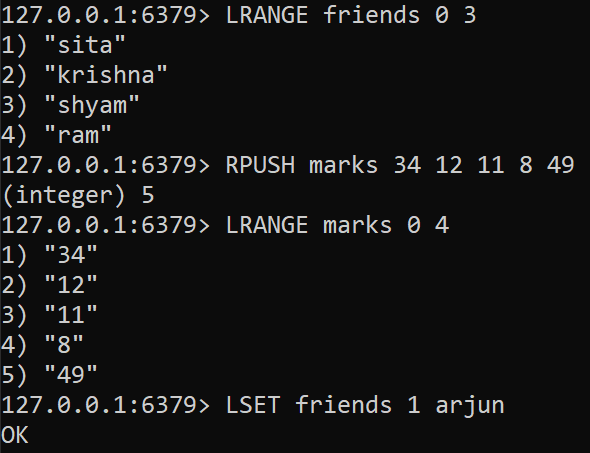 127.0.0.1:6379> LRANGE friends 0 3
1) "sita"
2) "krishna"
3) "shyam"
4) "ram"
127.0.0.1:6379> RPUSH marks 34 12 11 8 49
(integer) 5
127.0.0.1:6379> LRANGE marks 0 4
1) "34"
2) "12"
3) "11"
4) "8"
5) "49"
127.0.0.1:6379> LSET friends 1 arjun
OK